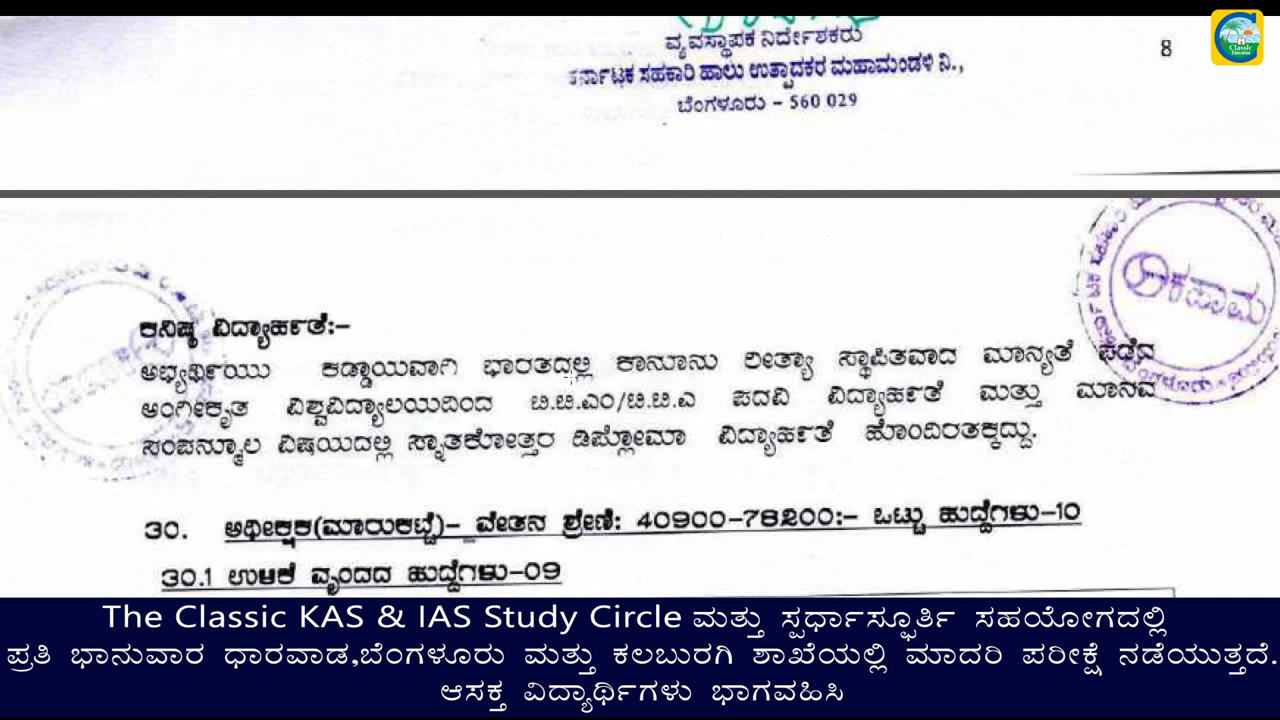 ವ್ಯವಸ್ಥಾಪಕ ನಿರ್ದೇಶಕರು
8
Classic
Education
ಕರ್ನಾಟಕ ಸಹಕಾರಿ ಹಾಲು ಉತ್ಪಾದಕರ ಮಹಾಮಂಡಳಿ ನಿ.,
ಬೆಂಗಳೂರು - 560 029
ಕಹಾಮ
ಕನಿಷ್ಠ ವಿದ್ಯಾರ್ಹತೆ:-
ಅಭ್ಯರ್ಥಿಯು ಕಡ್ಡಾಯವಾಗಿ ಭಾರತದಲ್ಲಿ ಕಾನೂನು ರೀತ್ಯಾ ಸ್ಥಾಪಿತವಾದ ಮಾನ್ಯತೆ ಪಡೆದ
ಅಂಗೀಕೃತ ವಿಶ್ವವಿದ್ಯಾಲಯದಿಂದ ಬಿ.ಬಿ.ಎಂ/ಬಿ.ಬಿ.ಎ ಪದವಿ ವಿದ್ಯಾರ್ಹತೆ ಮತ್ತು ಮಾನವ
ಸಂಪನ್ಮೂಲ ವಿಷಯದಲ್ಲಿ ಸ್ನಾತಕೋತ್ತರ ಡಿಪ್ಲೋಮಾ ವಿದ್ಯಾರ್ಹತೆ ಹೊಂದಿರತಕ್ಕದ್ದು.
30. ಅಧೀಕ್ಷಕ(ಮಾರುಕಟ್ಟೆ)- ವೇತನ ಶ್ರೇಣಿ: 40900-78200:- ಒಟ್ಟು ಹುದ್ದೆಗಳು-10
30.1 ಉಳಿಕೆ ವೃಂದದ ಹುದ್ದೆಗಳು-09
The Classic KAS & IAS Study Circle ಮತ್ತು ಸ್ಪರ್ಧಾಸ್ಫೂರ್ತಿ ಸಹಯೋಗದಲ್ಲಿ
ಪ್ರತಿ ಭಾನುವಾರ ಧಾರವಾಡ,ಬೆಂಗಳೂರು ಮತ್ತು ಕಲಬುರಗಿ ಶಾಖೆಯಲ್ಲಿ ಮಾದರಿ ಪರೀಕ್ಷೆ ನಡೆಯುತ್ತದೆ.
ಆಸಕ್ತ ವಿದ್ಯಾರ್ಥಿಗಳು ಭಾಗವಹಿಸಿ